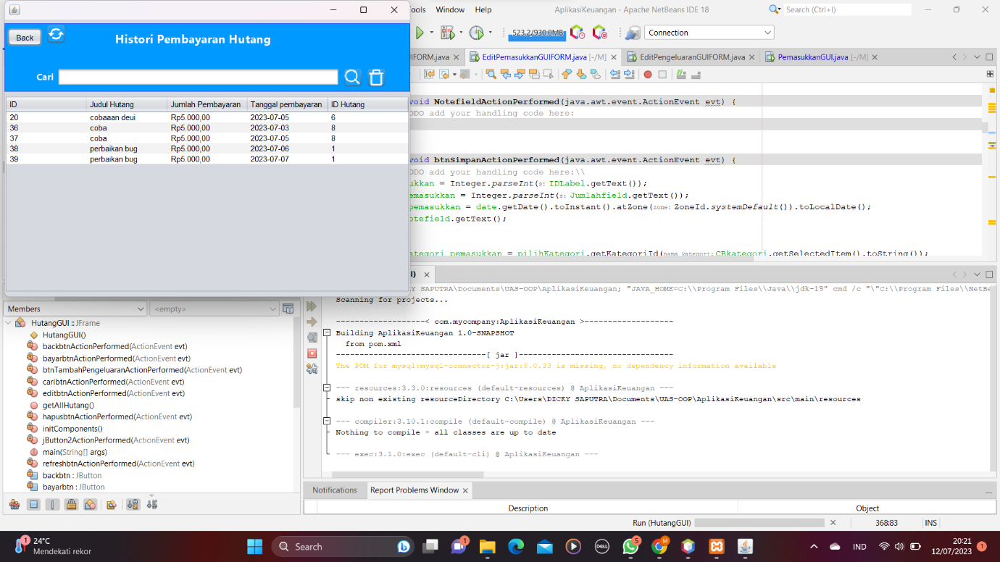 Tools Window Help
AplikasiKeuangan - Apache NetBeans IDE 18
Search (Ctrl+I)
Back
Histori Pembayaran Hutang
Cari
ID Judul Hutang Jumlah Pembayaran Tanggal pembayaran ID Hutang
20 cobaaan deui Rp5.000,00 2023-07-05 6
36 coba Rp5.000,00 2023-07-03 8
37 coba Rp5.000,00 2023-07-05 8
38 perbaikan bug Rp5.000,00 2023-07-06 1
39 perbaikan bug Rp5.000,00 2023-07-07 1
523.2/930.0MB
Connection
IFORM.java EditPemasukkanGUIFORM.java [-/M] EditPengeluaranGUIFORM.java PemasukkanGUI.java [-/M]
void NotefieldActionPerformed(java.awt.event.ActionEvent evt) {
ODO add your handling code here:
void btnSimpanActionPerformed(java.awt.event.ActionEvent evt) {
ODO add your handling code here:\\
ukkan = Integer.parseInt(s: IDLabel.getText());
emasukkan = Integer.parseInt(s: Jumlahfield.getText());
pemasukkan = date.getDate().toInstant().atZone(zone: ZoneId.systemDefault()).toLocalDate();
otefield.getText();
ategori_pemasukkan = pilihKategori.getKategoriId(nama_kategori: CBkategori.getSelectedItem().toString());
I)
Y SAPUTRA\Documents\UAS-OOP\AplikasiKeuangan; "JAVA_HOME=C:\\Program Files\\Java\\jdk-19" cmd /c "\"C:\\Program Files\\NetBe
Scanning for projects...
-------------------< com.mycompany:AplikasiKeuangan >-------------------
Building AplikasiKeuangan 1.0-SNAPSHOT
from pom.xml
--------------------------------[ jar ]---------------------------------
The POM for mysql:mysql-connector-j:jar:8.0.33 is missing, no dependency information available
--- resources:3.3.0:resources (default-resources) @ AplikasiKeuangan ---
skip non existing resourceDirectory C:\Users\DICKY SAPUTRA\Documents\UAS-OOP\AplikasiKeuangan\src\main\resources
--- compiler:3.10.1:compile (default-compile) @ AplikasiKeuangan ---
Nothing to compile - all classes are up to date
--- exec:3.1.0:exec (default-cli) @ AplikasiKeuangan ---
Members
<empty>
HutangGUI :: JFrame
HutangGUI()
backbtnActionPerformed(ActionEvent evt)
bayarbtnActionPerformed(ActionEvent evt)
btnTambahPengeluaranActionPerformed(ActionEvent evt)
caribtnActionPerformed(ActionEvent evt)
editbtnActionPerformed(ActionEvent evt)
getAllHutang()
hapusbtnActionPerformed(ActionEvent evt)
initComponents()
jButton2ActionPerformed(ActionEvent evt)
main(String[] args)
refreshbtnActionPerformed(ActionEvent evt)
backbtn : JButton
bayarbtn : JButton
Notifications Report Problems Window
Description Object
Run (HutangGUI) 368:83 INS
1
24°C
Mendekati rekor
Search
1
DELL
5
M
IND
20:21
12/07/2023
1